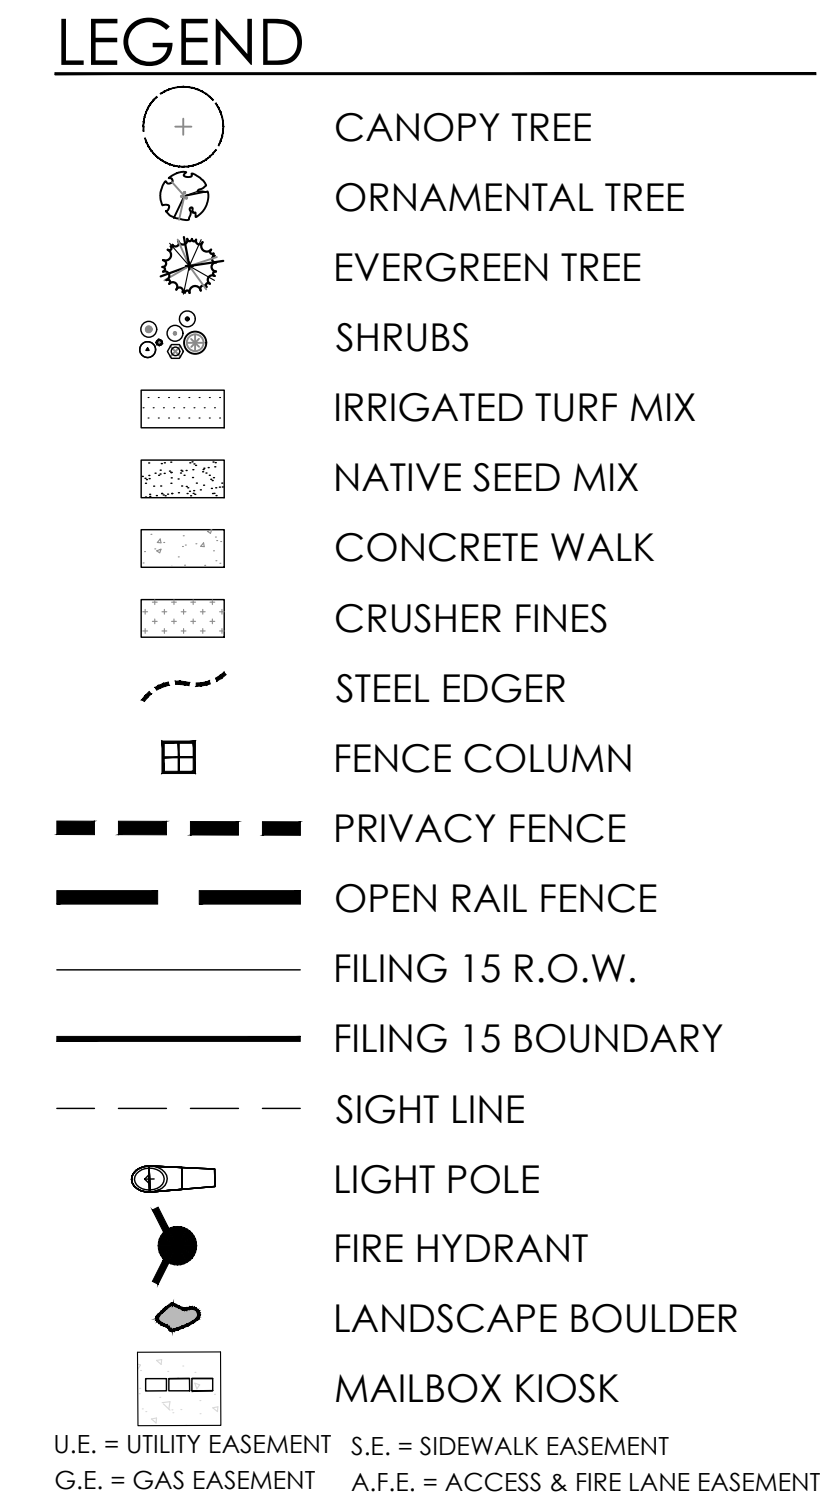 LEGEND
CANOPY TREE
ORNAMENTAL TREE
EVERGREEN TREE
SHRUBS
IRRIGATED TURF MIX
NATIVE SEED MIX
CONCRETE WALK
CRUSHER FINES
STEEL EDGER
FENCE COLUMN
PRIVACY FENCE
OPEN RAIL FENCE
FILING 15 R.O.W.
FILING 15 BOUNDARY
SIGHT LINE
LIGHT POLE
FIRE HYDRANT
LANDSCAPE BOULDER
MAILBOX KIOSK
U.E. = UTILITY EASEMENT S.E. = SIDEWALK EASEMENT
G.E. = GAS EASEMENT A.F.E. = ACCESS & FIRE LANE EASEMENT